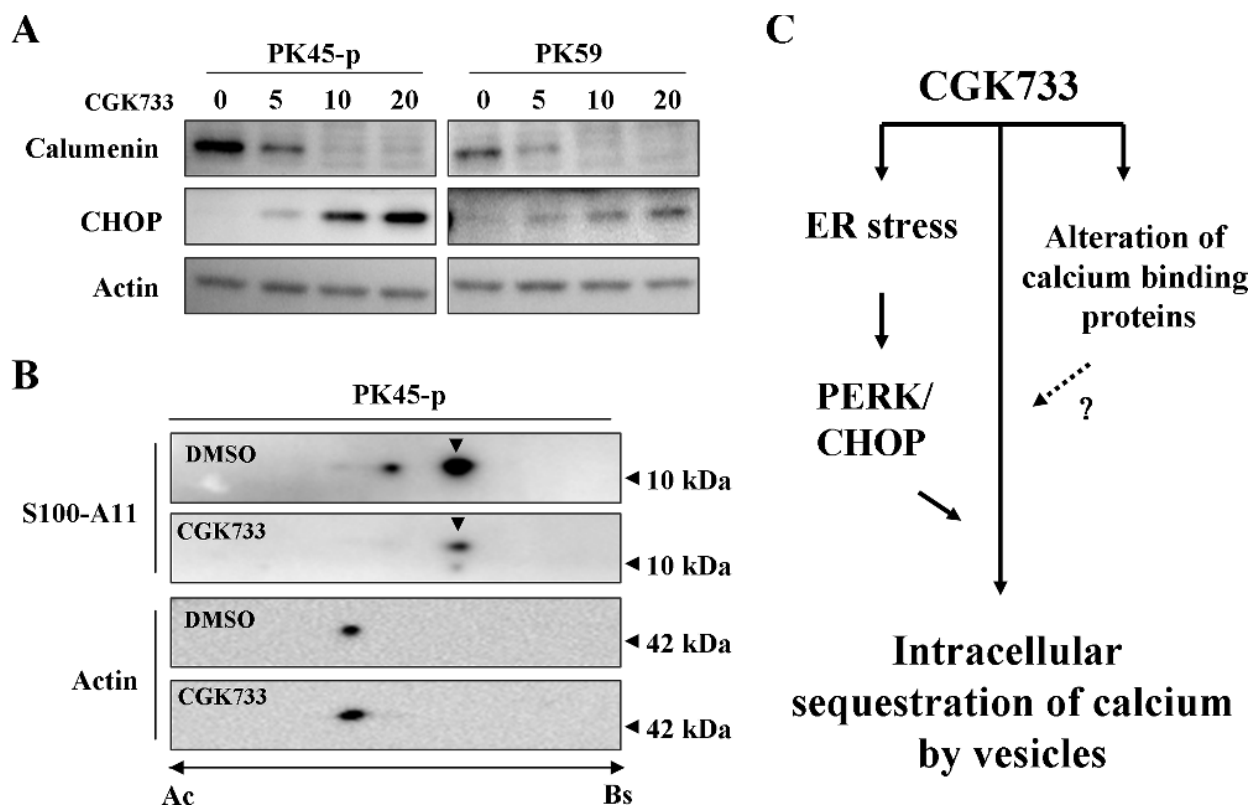 A
PK45-p PK59
CGK733 0 5 10 20 0 5 10 20
Calumenin
CHOP
Actin
B
PK45-p
S100-A11
DMSO
10 kDa
CGK733
10 kDa
Actin
DMSO
42 kDa
CGK733
42 kDa
Ac Bs
C
CGK733
ER stress
Alteration of
calcium binding
proteins
PERK/
CHOP
?
Intracellular
sequestration of calcium
by vesicles